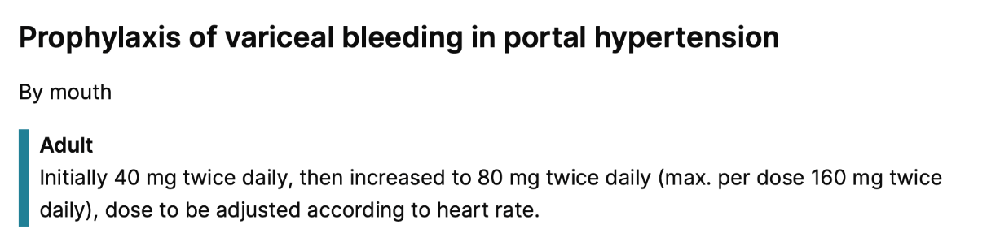 Prophylaxis of variceal bleeding in portal hypertension
By mouth
Adult
Initially 40 mg twice daily, then increased to 80 mg twice daily (max. per dose 160 mg twice
daily), dose to be adjusted according to heart rate.